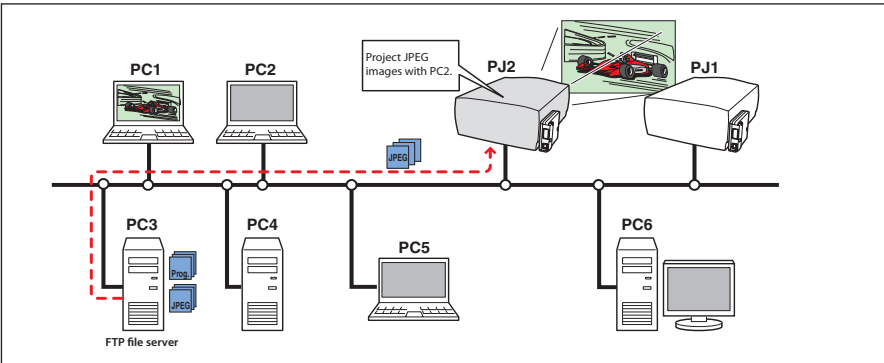 PC1
PC2
Project JPEG
images with PC2.
PJ2
PJ1
JPEG
PC3
PC4
PC5
PC6
Prog.
JPEG
FTP file server